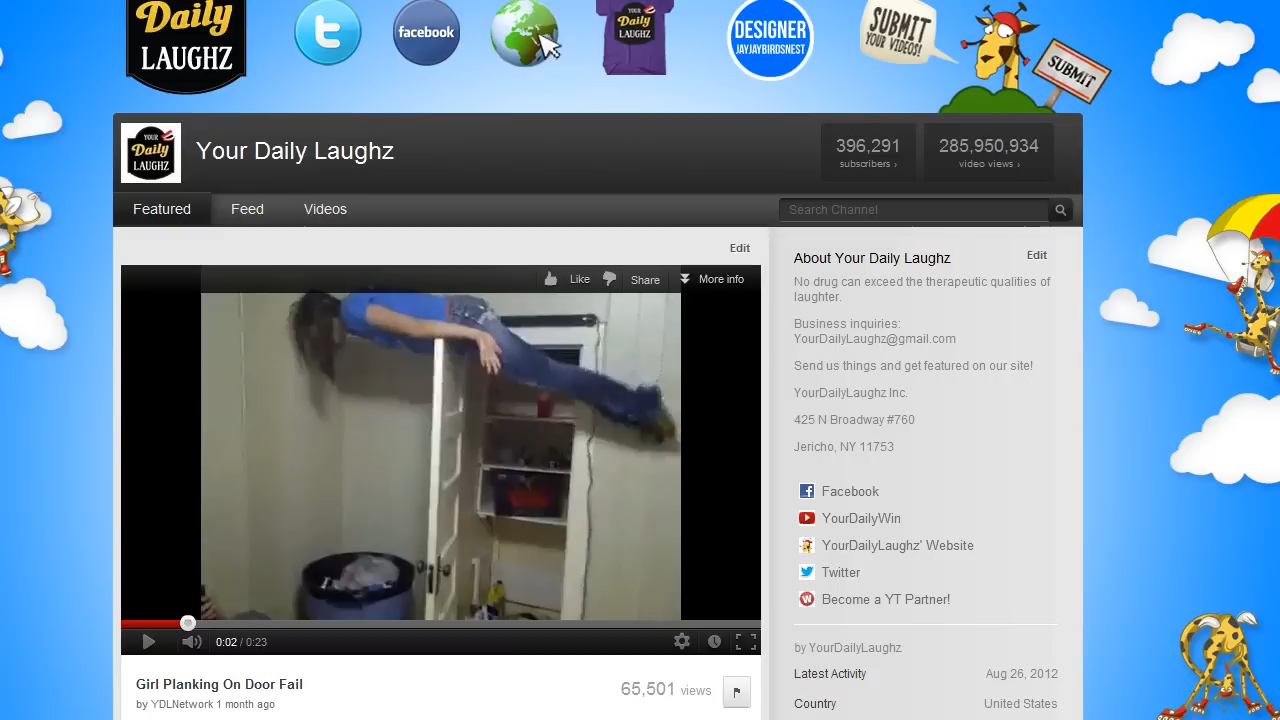 Daily
LAUGHZ
facebook
YOUR
Daily
LAUGHZ
DESIGNER
JAYJAYBIRDSNEST
SUBMIT
YOUR VIDEOS!
SUBMIT
YOUR
Daily
LAUGHZ
Your Daily Laughz
396,291
subscribers ›
285,950,934
video views ›
Featured
Feed
Videos
Search Channel
Edit
Like
Share
More info
0:02 / 0:23
Girl Planking On Door Fail
by YDLNetwork 1 month ago
65,501 views
About Your Daily Laughz
Edit
No drug can exceed the therapeutic qualities of
laughter.
Business inquiries:
YourDailyLaughz@gmail.com
Send us things and get featured on our site!
YourDailyLaughz Inc.
425 N Broadway #760
Jericho, NY 11753
Facebook
YourDailyWin
YourDailyLaughz' Website
Twitter
Become a YT Partner!
by YourDailyLaughz
Latest Activity Aug 26, 2012
Country United States